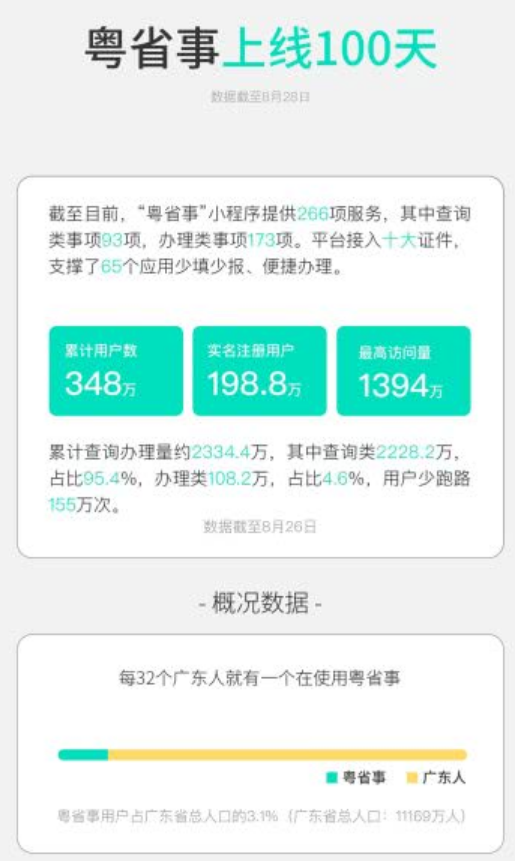 粤省事上线100天
数据截至8月28日
截至目前，“粤省事”小程序提供266项服务，其中查询
类事项93项，办理类事项173项。平台接入十大证件，
支撑了65个应用少填少报、便捷办理。
累计用户数
348万
实名注册用户
198.8万
最高访问量
1394万
累计查询办理量约2334.4万，其中查询类2228.2万，
占比95.4%，办理类108.2万，占比4.6%，用户少跑路
155万次。
数据截至8月26日
- 概况数据 -
每32个广东人就有一个在使用粤省事
粤省事
广东人
粤省事用户占广东省总人口的3.1%（广东省总人口：11169万人）